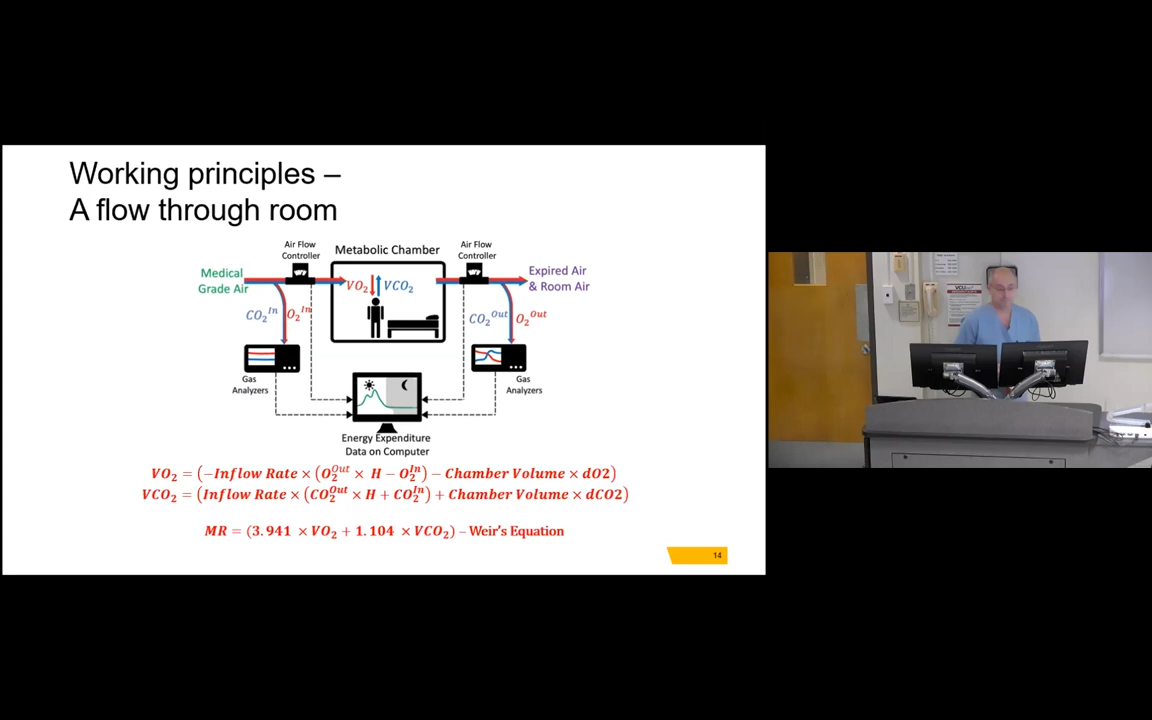 Working principles –
A flow through room
Air Flow
Controller
Metabolic Chamber
Air Flow
Controller
Medical
Grade Air
VO₂
VCO₂
Expired Air
& Room Air
CO₂ᴵⁿ
O₂ᴵⁿ
CO₂ᴼᵘᵗ
O₂ᴼᵘᵗ
Gas
Analyzers
Gas
Analyzers
Energy Expenditure
Data on Computer
VO₂ = (−Inflow Rate × (O₂ᴼᵘᵗ × H − O₂ᴵⁿ) − Chamber Volume × dO2)
VCO₂ = (Inflow Rate × (CO₂ᴼᵘᵗ × H + CO₂ᴵⁿ) + Chamber Volume × dCO2)
MR = (3.941 × VO₂ + 1.104 × VCO₂) – Weir's Equation
14
VCU